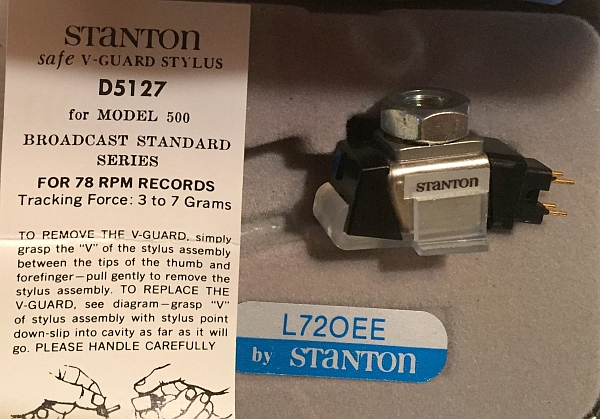 STANTON
safe V-GUARD STYLUS
D5127
for MODEL 500
BROADCAST STANDARD
SERIES
FOR 78 RPM RECORDS
Tracking Force: 3 to 7 Grams
TO REMOVE THE V-GUARD, simply
grasp the "V" of the stylus assembly
between the tips of the thumb and
forefinger—pull gently to remove the
stylus assembly. TO REPLACE THE
V-GUARD, see diagram—grasp "V"
of stylus assembly with stylus point
down-slip into cavity as far as it will
go. PLEASE HANDLE CAREFULLY
STANTON
L720EE
by STANTON